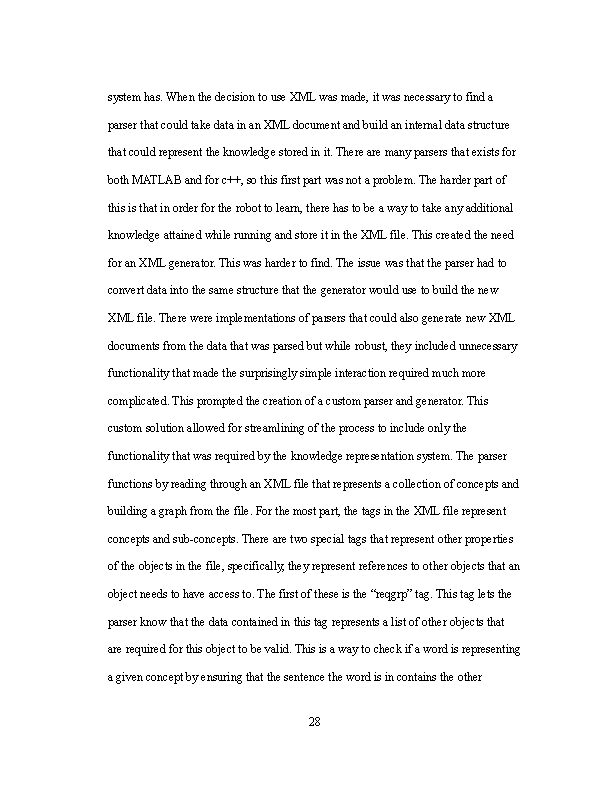 system has. When the decision to use XML was made, it was necessary to find a
parser that could take data in an XML document and build an internal data structure
that could represent the knowledge stored in it. There are many parsers that exists for
both MATLAB and for c++, so this first part was not a problem. The harder part of
this is that in order for the robot to learn, there has to be a way to take any additional
knowledge attained while running and store it in the XML file. This created the need
for an XML generator. This was harder to find. The issue was that the parser had to
convert data into the same structure that the generator would use to build the new
XML file. There were implementations of parsers that could also generate new XML
documents from the data that was parsed but while robust, they included unnecessary
functionality that made the surprisingly simple interaction required much more
complicated. This prompted the creation of a custom parser and generator. This
custom solution allowed for streamlining of the process to include only the
functionality that was required by the knowledge representation system. The parser
functions by reading through an XML file that represents a collection of concepts and
building a graph from the file. For the most part, the tags in the XML file represent
concepts and sub-concepts. There are two special tags that represent other properties
of the objects in the file, specifically, they represent references to other objects that an
object needs to have access to. The first of these is the “reqgrp” tag. This tag lets the
parser know that the data contained in this tag represents a list of other objects that
are required for this object to be valid. This is a way to check if a word is representing
a given concept by ensuring that the sentence the word is in contains the other
28